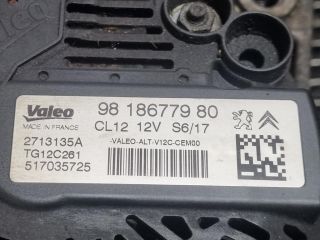 Valeo
MADE IN FRANCE
98 186779 80
CL12 12V S6/17
-VALEO-ALT-V12C-CEM00
2713135A
TG12C261
517035725